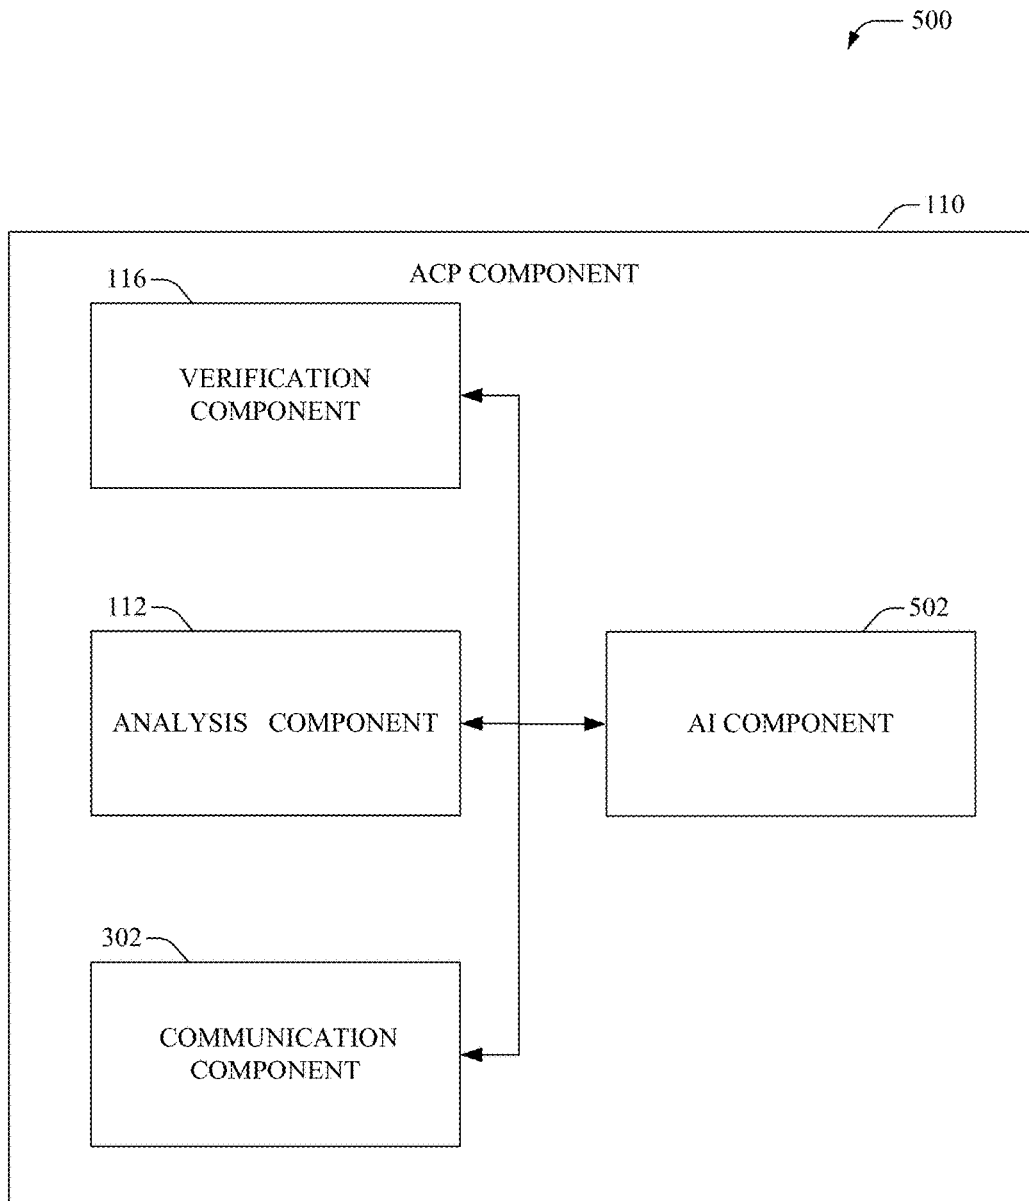 500
110
ACP COMPONENT
116
VERIFICATION
COMPONENT
112
ANALYSIS COMPONENT
502
AI COMPONENT
302
COMMUNICATION
COMPONENT